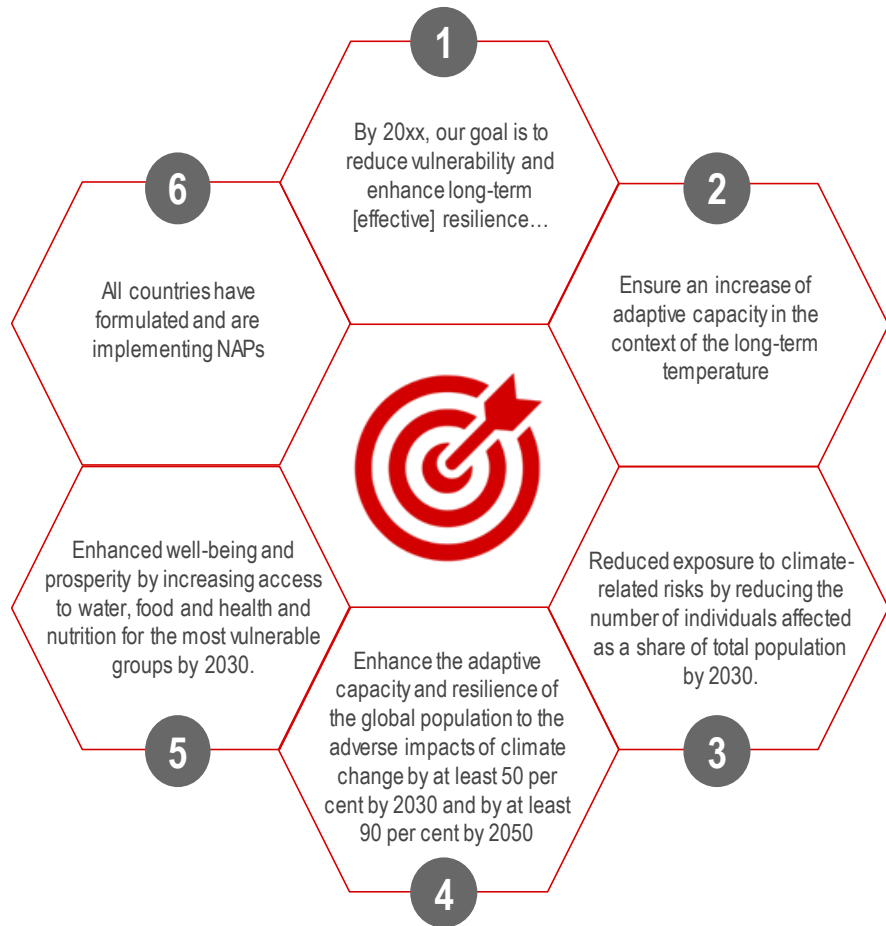 1
By 20xx, our goal is to
reduce vulnerability and
enhance long-term
[effective] resilience…
2
Ensure an increase of
adaptive capacity in the
context of the long-term
temperature
3
Reduced exposure to climate-
related risks by reducing the
number of individuals affected
as a share of total population
by 2030.
4
Enhance the adaptive
capacity and resilience of
the global population to the
adverse impacts of climate
change by at least 50 per
cent by 2030 and by at least
90 per cent by 2050
5
Enhanced well-being and
prosperity by increasing access
to water, food and health and
nutrition for the most vulnerable
groups by 2030.
6
All countries have
formulated and are
implementing NAPs